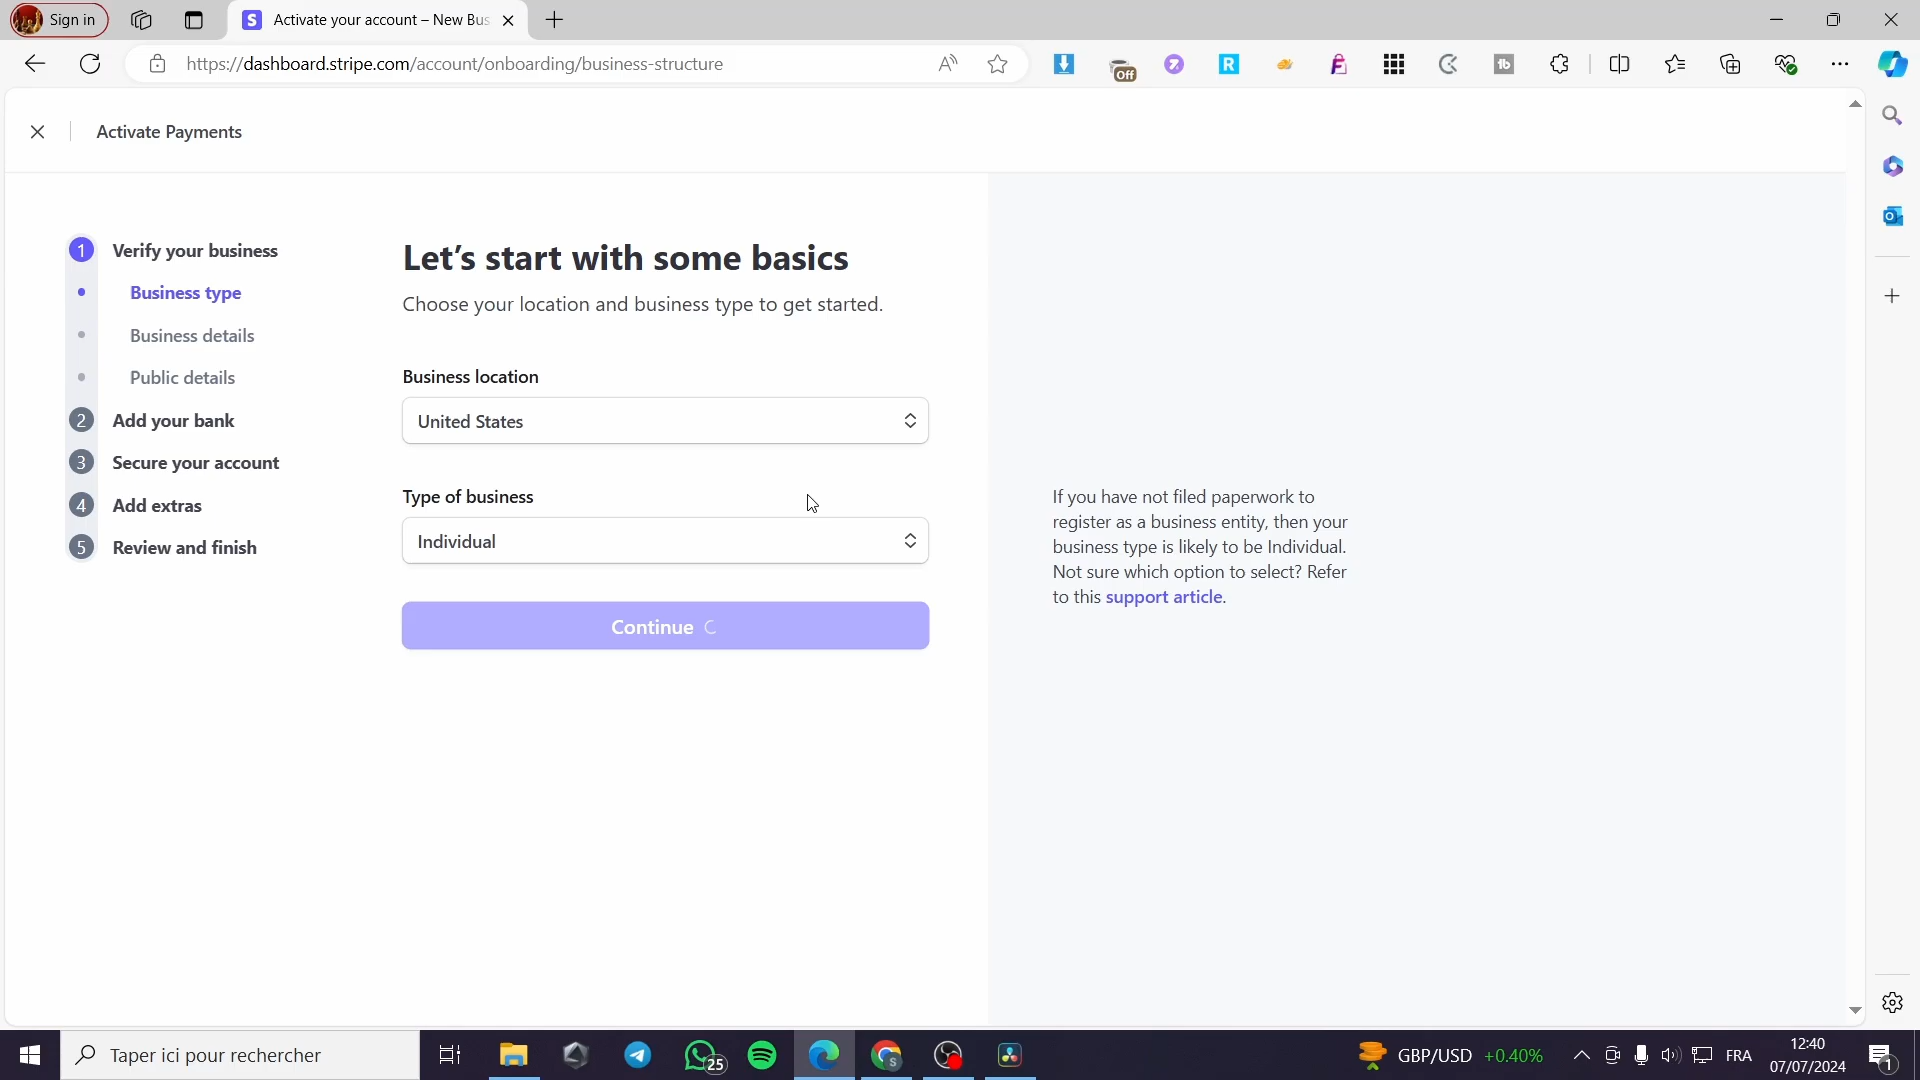 Sign in
Activate your account – New Bus
https://dashboard.stripe.com/account/onboarding/business-structure
Off
Activate Payments
1 Verify your business
Business type
Business details
Public details
2 Add your bank
3 Secure your account
4 Add extras
5 Review and finish
Let's start with some basics
Choose your location and business type to get started.
Business location
United States
Type of business
Individual
Continue
If you have not filed paperwork to
register as a business entity, then your
business type is likely to be Individual.
Not sure which option to select? Refer
to this support article.
Taper ici pour rechercher
25
GBP/USD +0.40%
FRA
12:40
07/07/2024
1